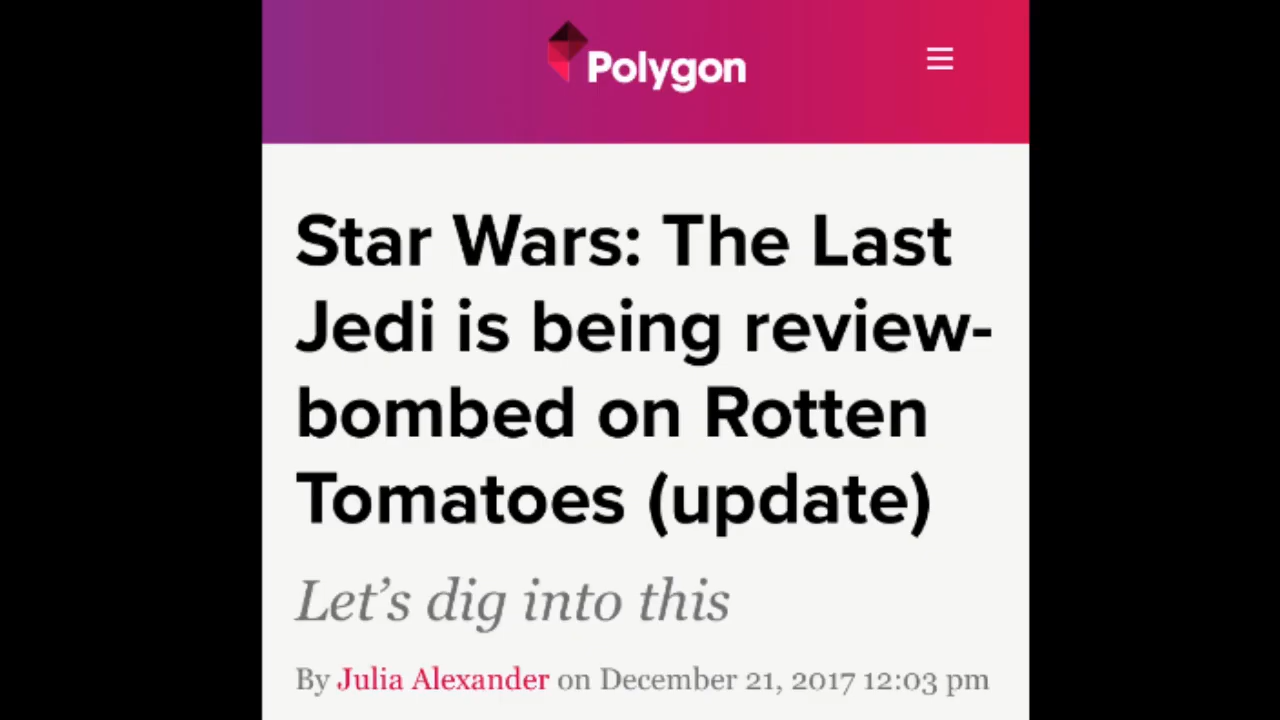 Polygon
Star Wars: The Last
Jedi is being review-
bombed on Rotten
Tomatoes (update)
Let’s dig into this
By Julia Alexander on December 21, 2017 12:03 pm